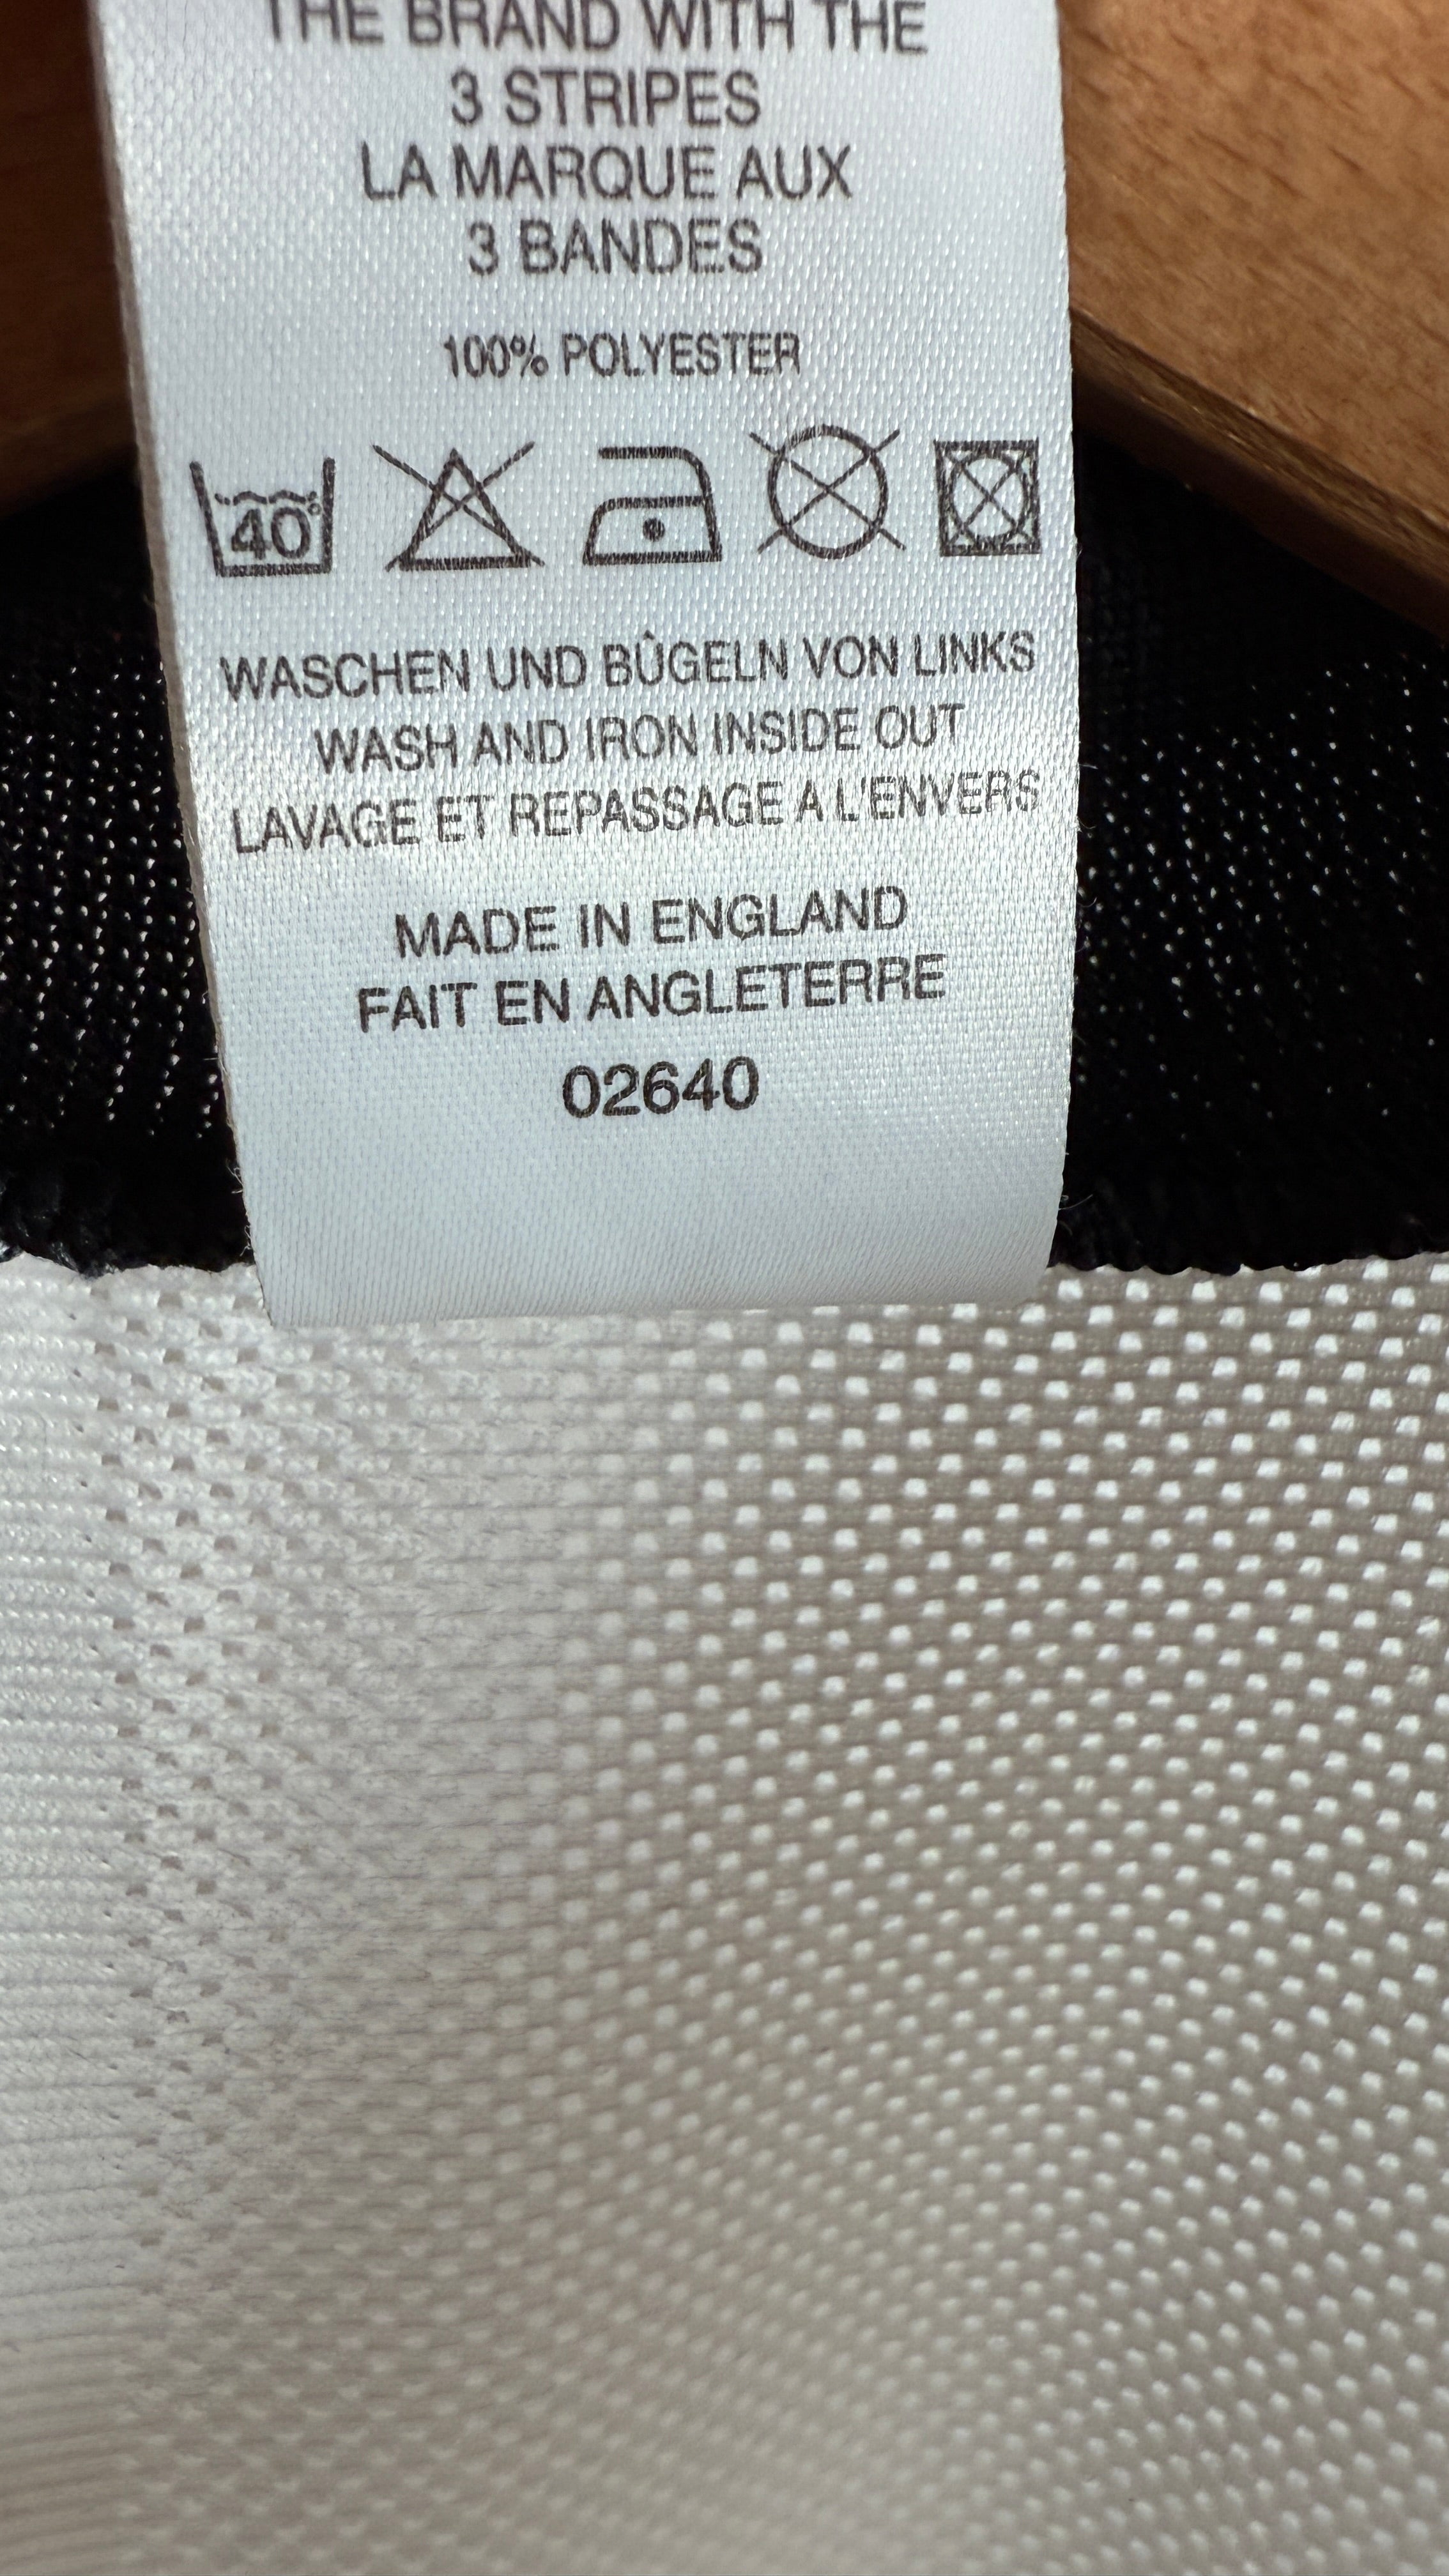 THE BRAND WITH THE
3 STRIPES
LA MARQUE AUX
3 BANDES
100% POLYESTER
40°
WASCHEN UND BÛGELN VON LINKS
WASH AND IRON INSIDE OUT
LAVAGE ET REPASSAGE A L'ENVERS
MADE IN ENGLAND
FAIT EN ANGLETERRE
02640